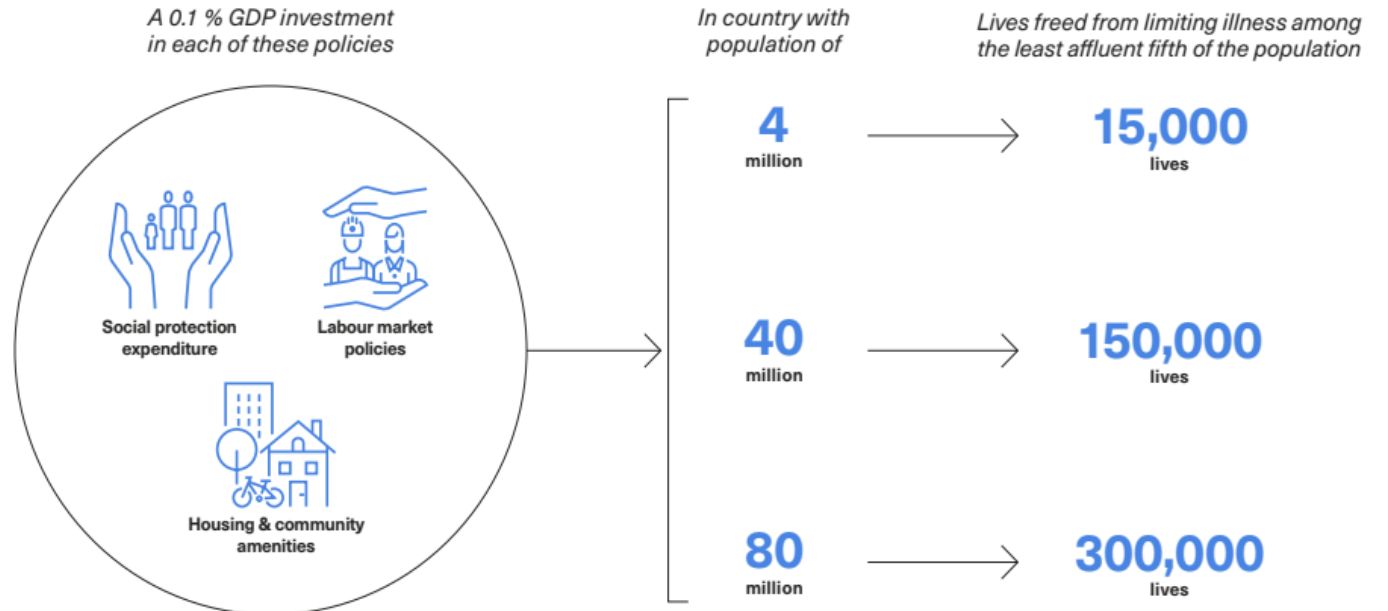 A 0.1 % GDP investment
in each of these policies
Social protection
expenditure
Labour market
policies
Housing & community
amenities
In country with
population of
Lives freed from limiting illness among
the least affluent fifth of the population
4
million
15,000
lives
40
million
150,000
lives
80
million
300,000
lives